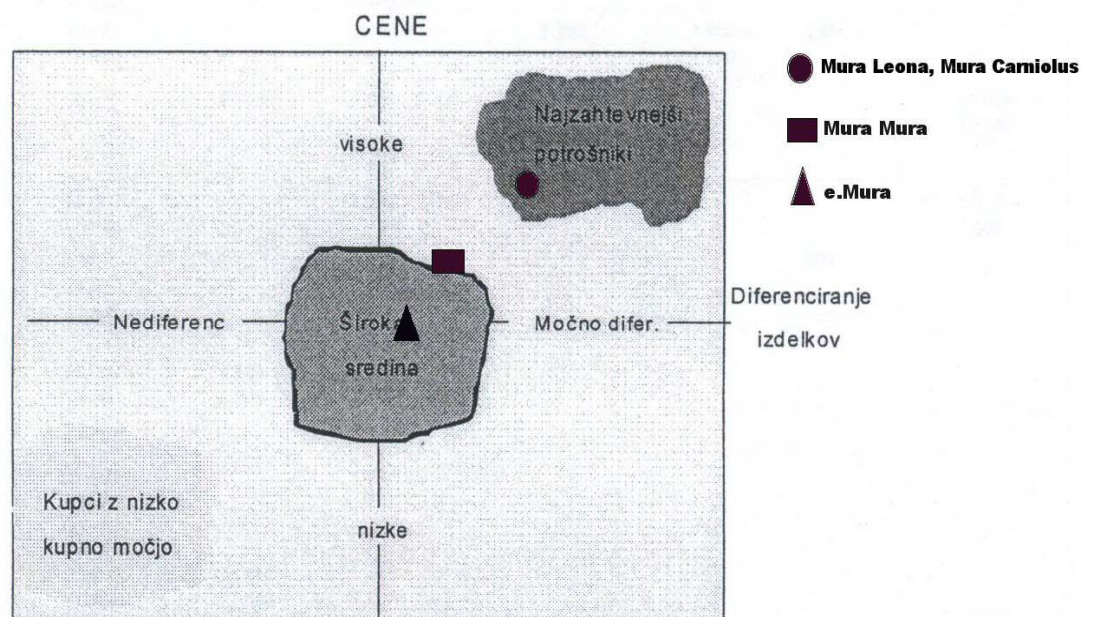 CENE
Mura Leona, Mura Carniolus
Najzahtevnejši
potrošniki
Mura Mura
visoke
e.Mura
Diferenciranje
izdelkov
Nediferenc
Široka
Močno difer.
sredina
Kupci z nizko
kupno močjo
nizke